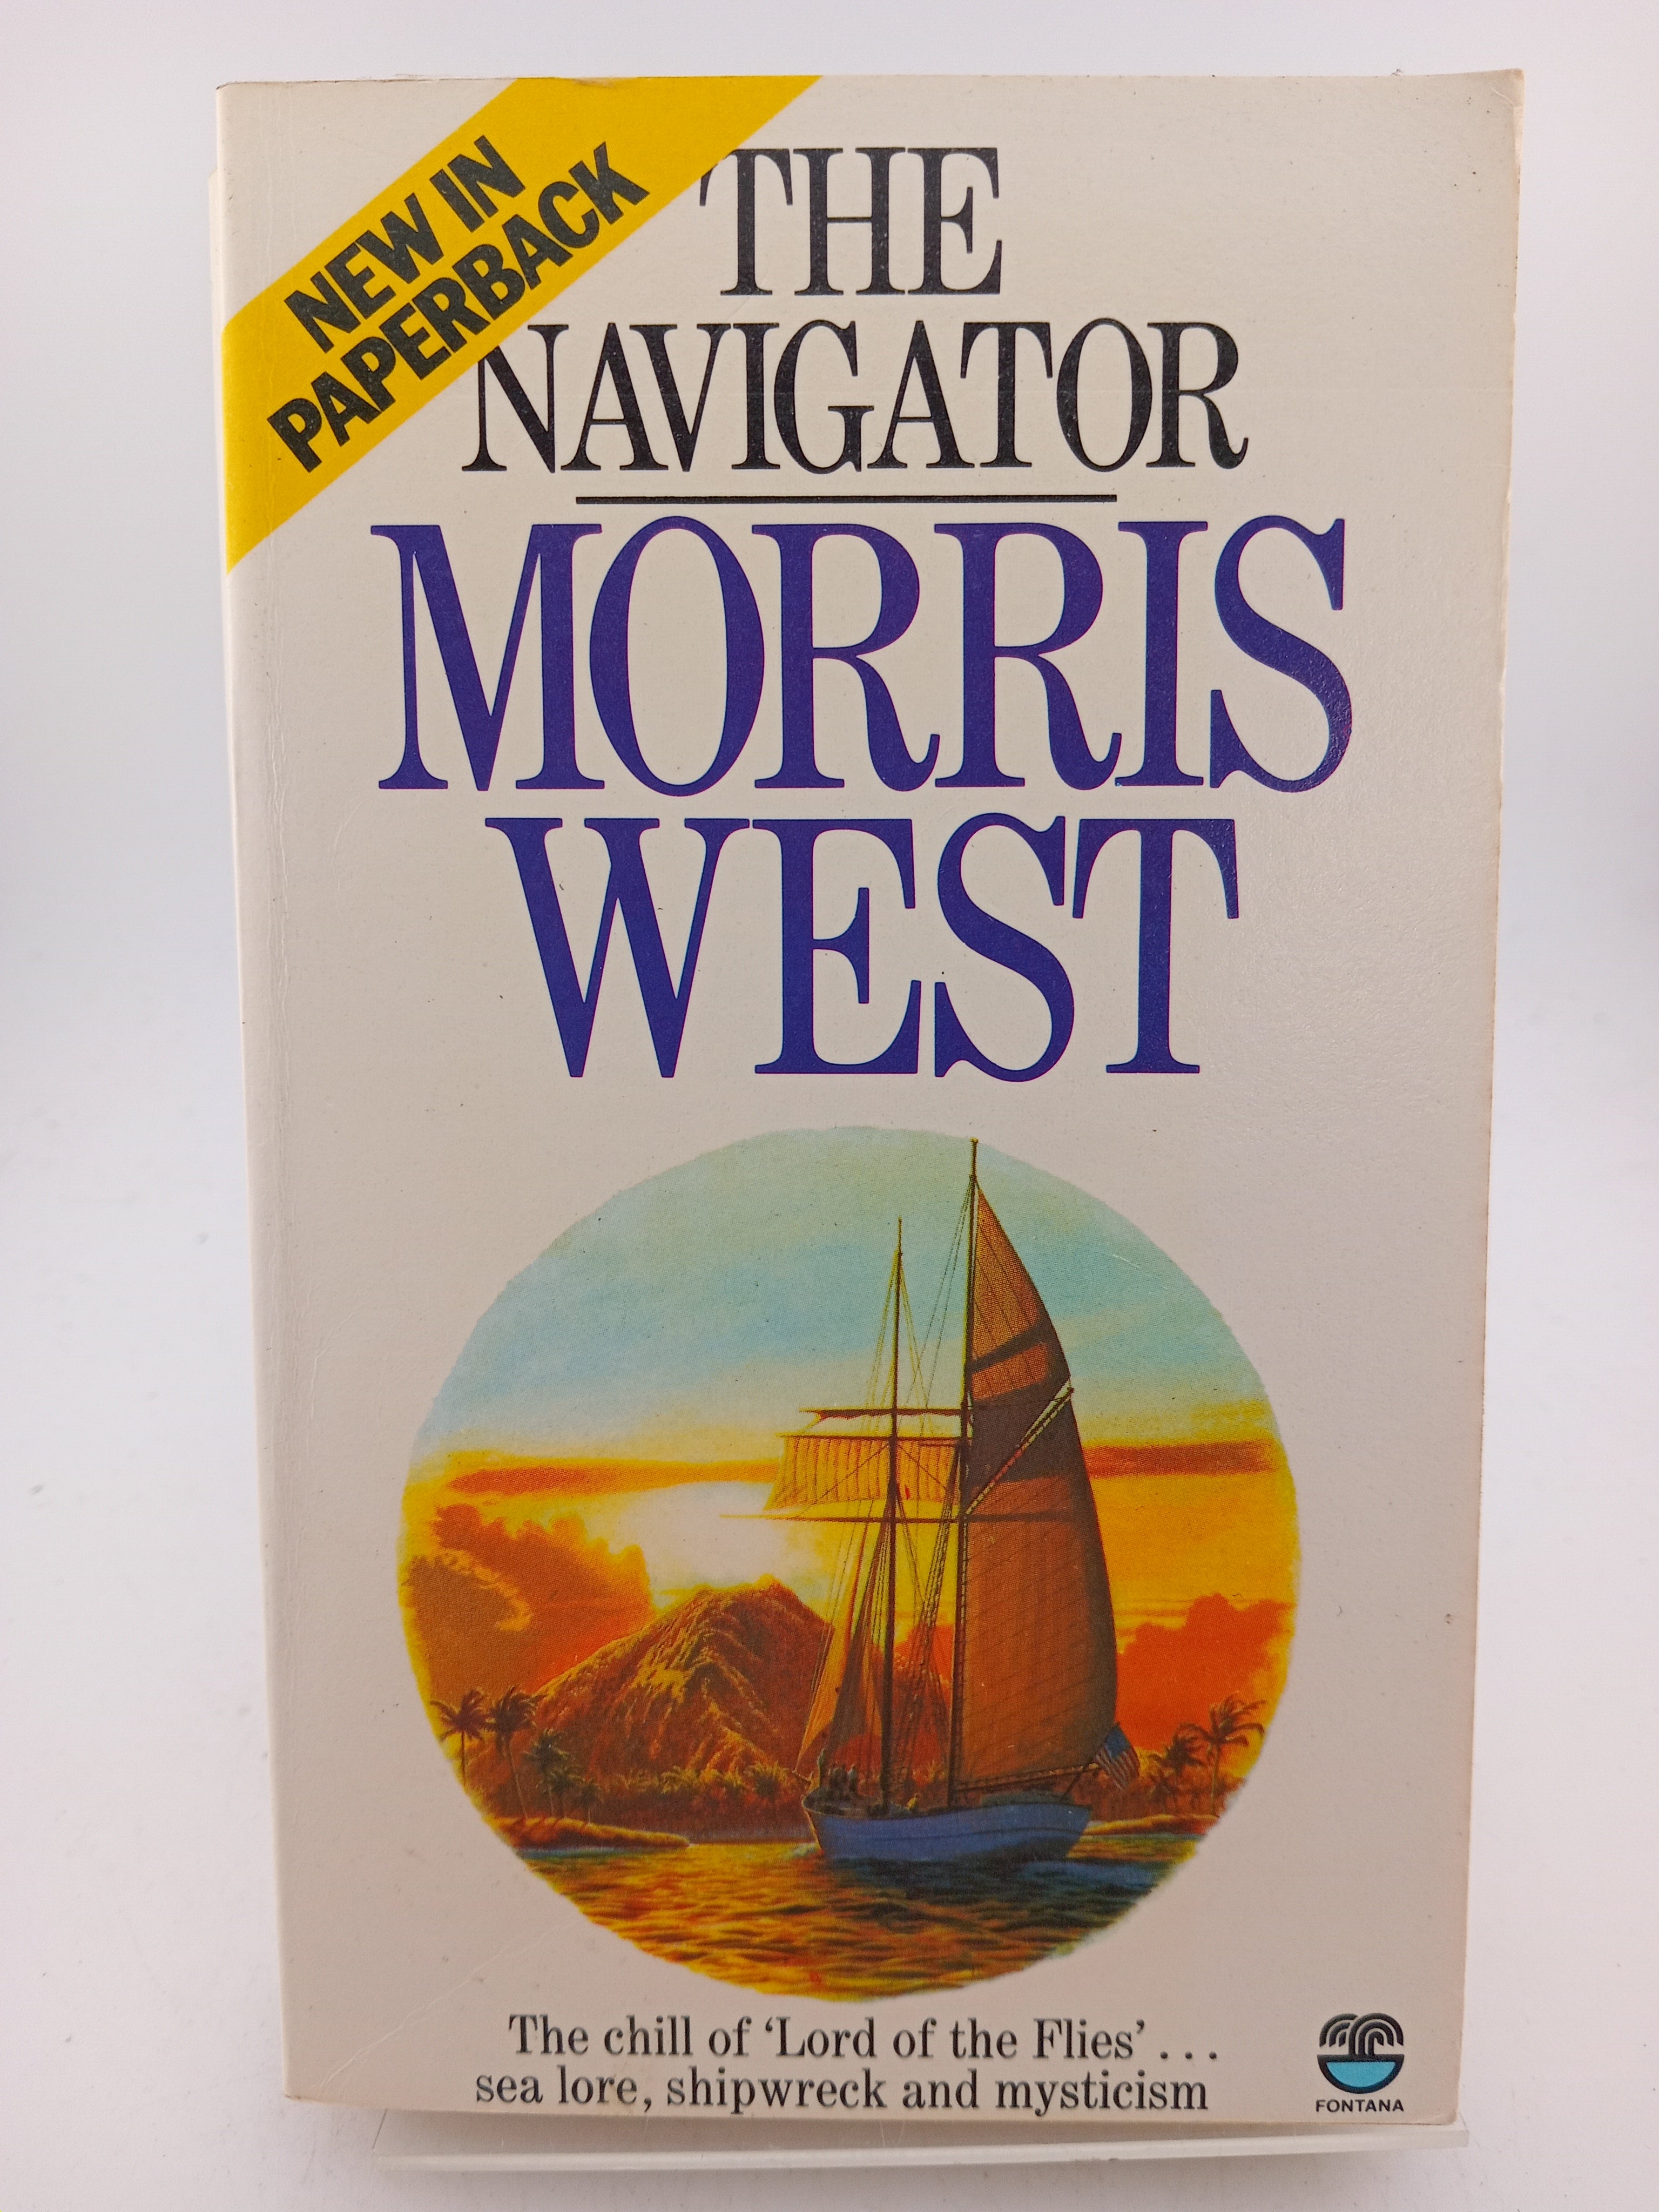 NEW IN
PAPERBACK
THE
NAVIGATOR
MORRIS
WEST
The chill of ‘Lord of the Flies’...
sea lore, shipwreck and mysticism
FONTANA